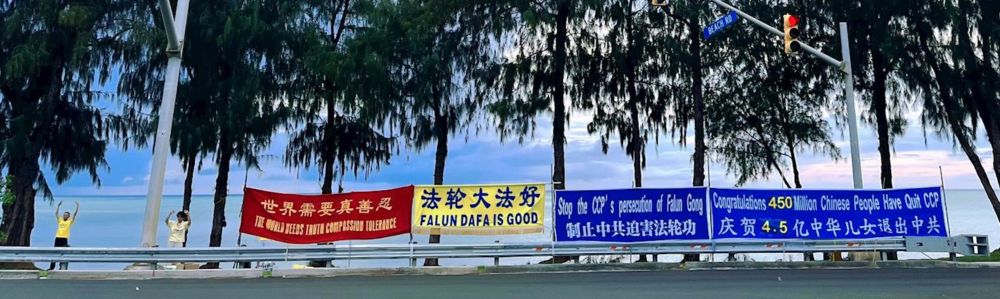 BEACH RD
世界需要真善忍
THE WORLD NEEDS TRUTH COMPASSION TOLERANCE
法轮大法好
FALUN DAFA IS GOOD
Stop the CCP's persecution of Falun Gong
制止中共迫害法轮功
Congratulations 450 Million Chinese People Have Quit CCP
庆贺4.5亿中华儿女退出中共